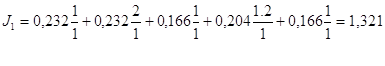 J₁ = 0,232 1/1 + 0,232 2/1 + 0,166 1/1 + 0,204 1.2/1 + 0,166 1/1 = 1,321